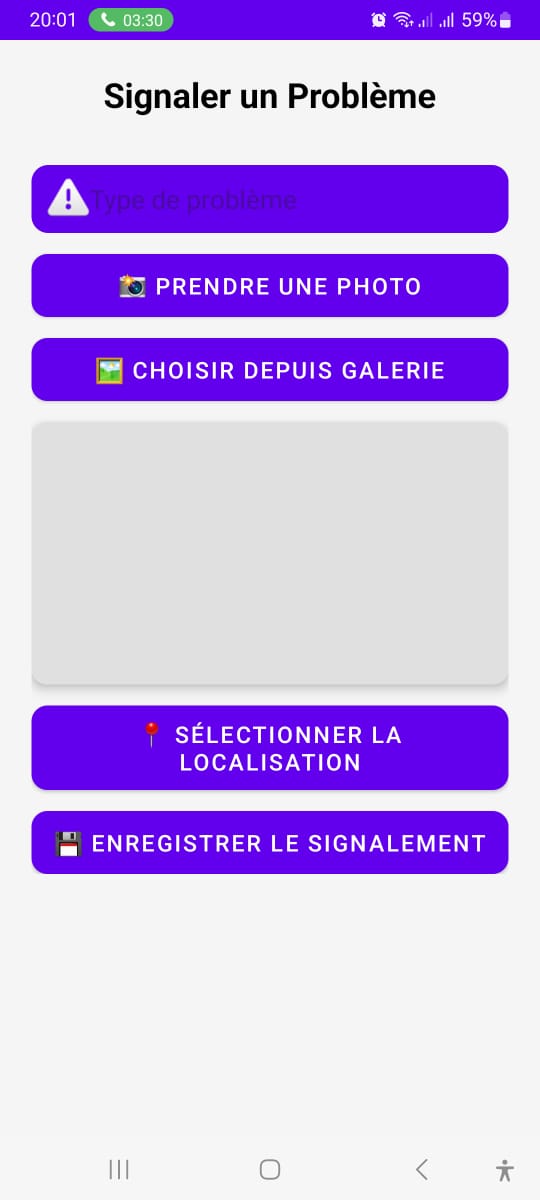 20:01 03:30 59%
Signaler un Problème
Type de problème
PRENDRE UNE PHOTO
CHOISIR DEPUIS GALERIE
SÉLECTIONNER LA
LOCALISATION
ENREGISTRER LE SIGNALEMENT